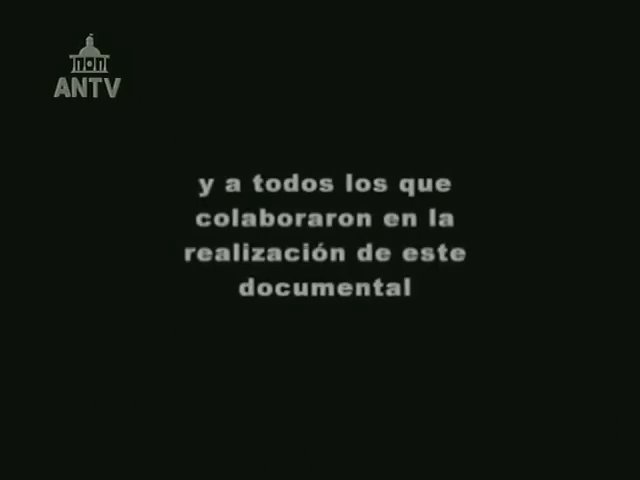 ANTV
y a todos los que
colaboraron en la
realización de este
documental